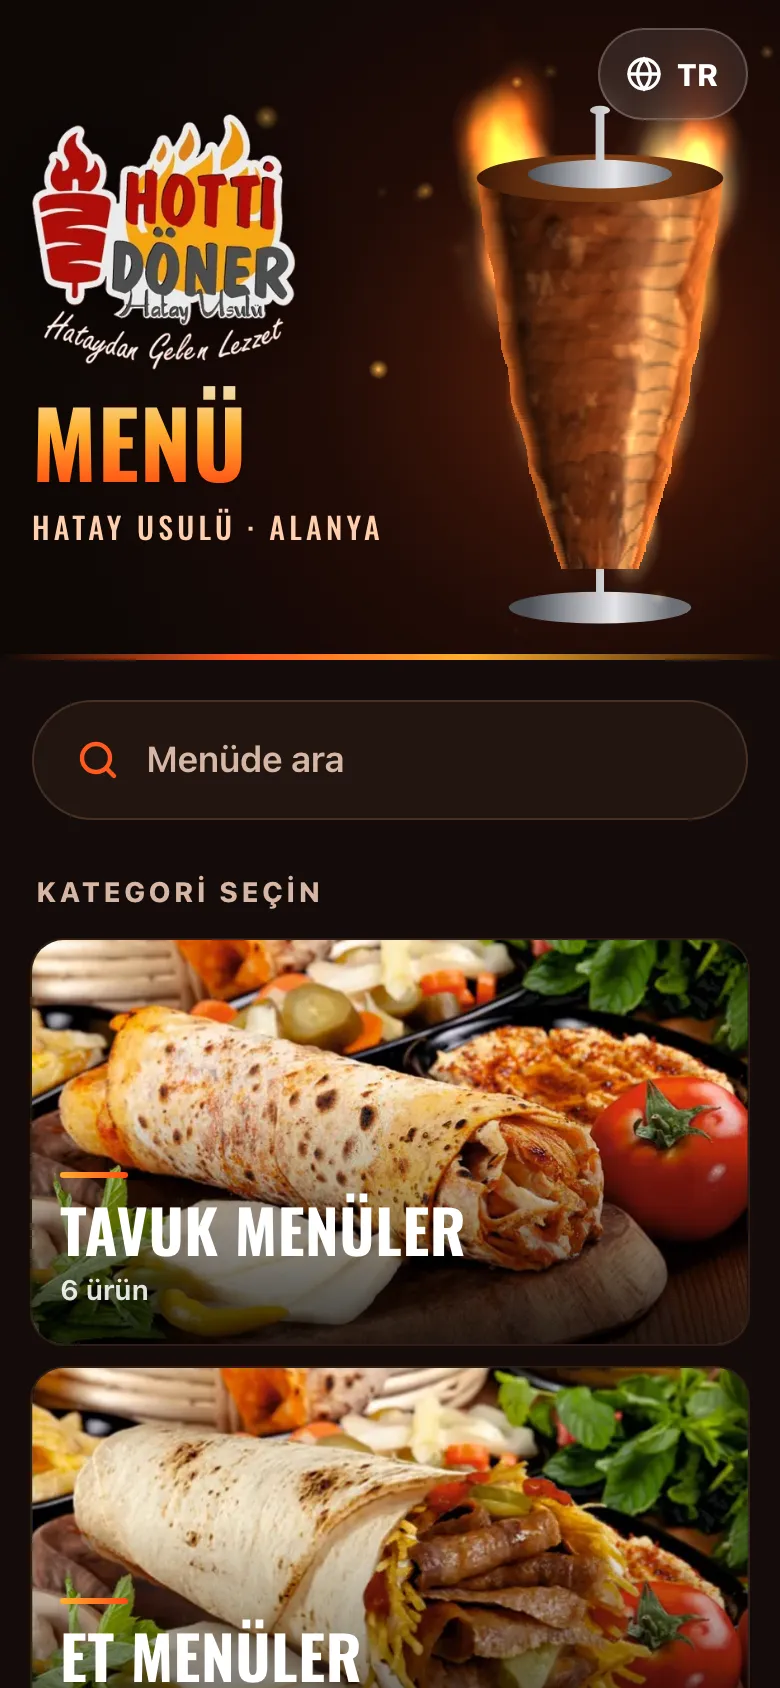 TR
HOTTİ
DÖNER
Hatay Usulü
Hataydan Gelen Lezzet
MENÜ
HATAY USULÜ · ALANYA
Menüde ara
KATEGORİ SEÇİN
TAVUK MENÜLER
6 ürün
ET MENÜLER